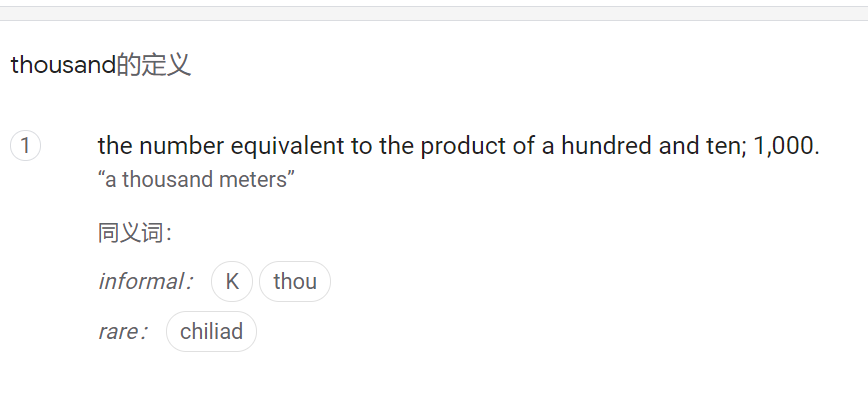 thousand的定义
1 the number equivalent to the product of a hundred and ten; 1,000.
“a thousand meters”
同义词：
informal： K thou
rare： chiliad